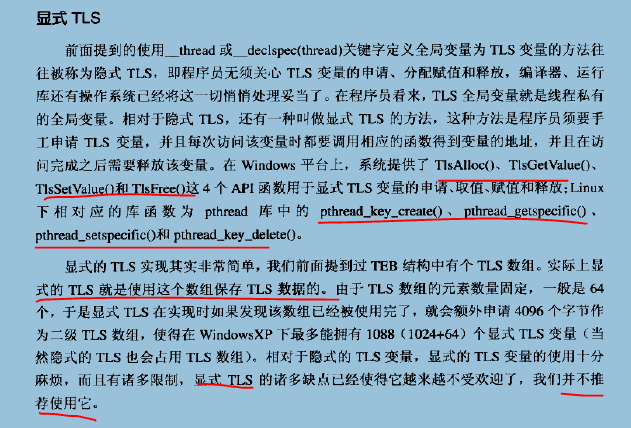 显式 TLS
前面提到的使用__thread 或__declspec(thread)关键字定义全局变量为 TLS 变量的方法往
往被称为隐式 TLS，即程序员无须关心 TLS 变量的申请、分配赋值和释放，编译器、运行
库还有操作系统已经将这一切悄悄处理妥当了。在程序员看来，TLS 全局变量就是线程私有
的全局变量。相对于隐式 TLS，还有一种叫做显式 TLS 的方法，这种方法是程序员须要手
工申请 TLS 变量，并且每次访问该变量时都要调用相应的函数得到变量的地址，并且在访
问完成之后需要释放该变量。在 Windows 平台上，系统提供了 TlsAlloc()、TlsGetValue()、
TlsSetValue()和 TlsFree()这 4 个 API 函数用于显式 TLS 变量的申请、取值、赋值和释放；Linux
下相对应的库函数为 pthread 库中的 pthread_key_create()、pthread_getspecific()、
pthread_setspecific()和 pthread_key_delete()。
显式的 TLS 实现其实非常简单，我们前面提到过 TEB 结构中有个 TLS 数组。实际上显
式的 TLS 就是使用这个数组保存 TLS 数据的。由于 TLS 数组的元素数量固定，一般是 64
个，于是显式 TLS 在实现时如果发现该数组已经被使用完了，就会额外申请 4096 个字节作
为二级 TLS 数组，使得在 WindowsXP 下最多能拥有 1088（1024+64）个显式 TLS 变量（当
然隐式的 TLS 也会占用 TLS 数组）。相对于隐式的 TLS 变量，显式的 TLS 变量的使用十分
麻烦，而且有诸多限制，显式 TLS 的诸多缺点已经使得它越来越不受欢迎了，我们并不推
荐使用它。